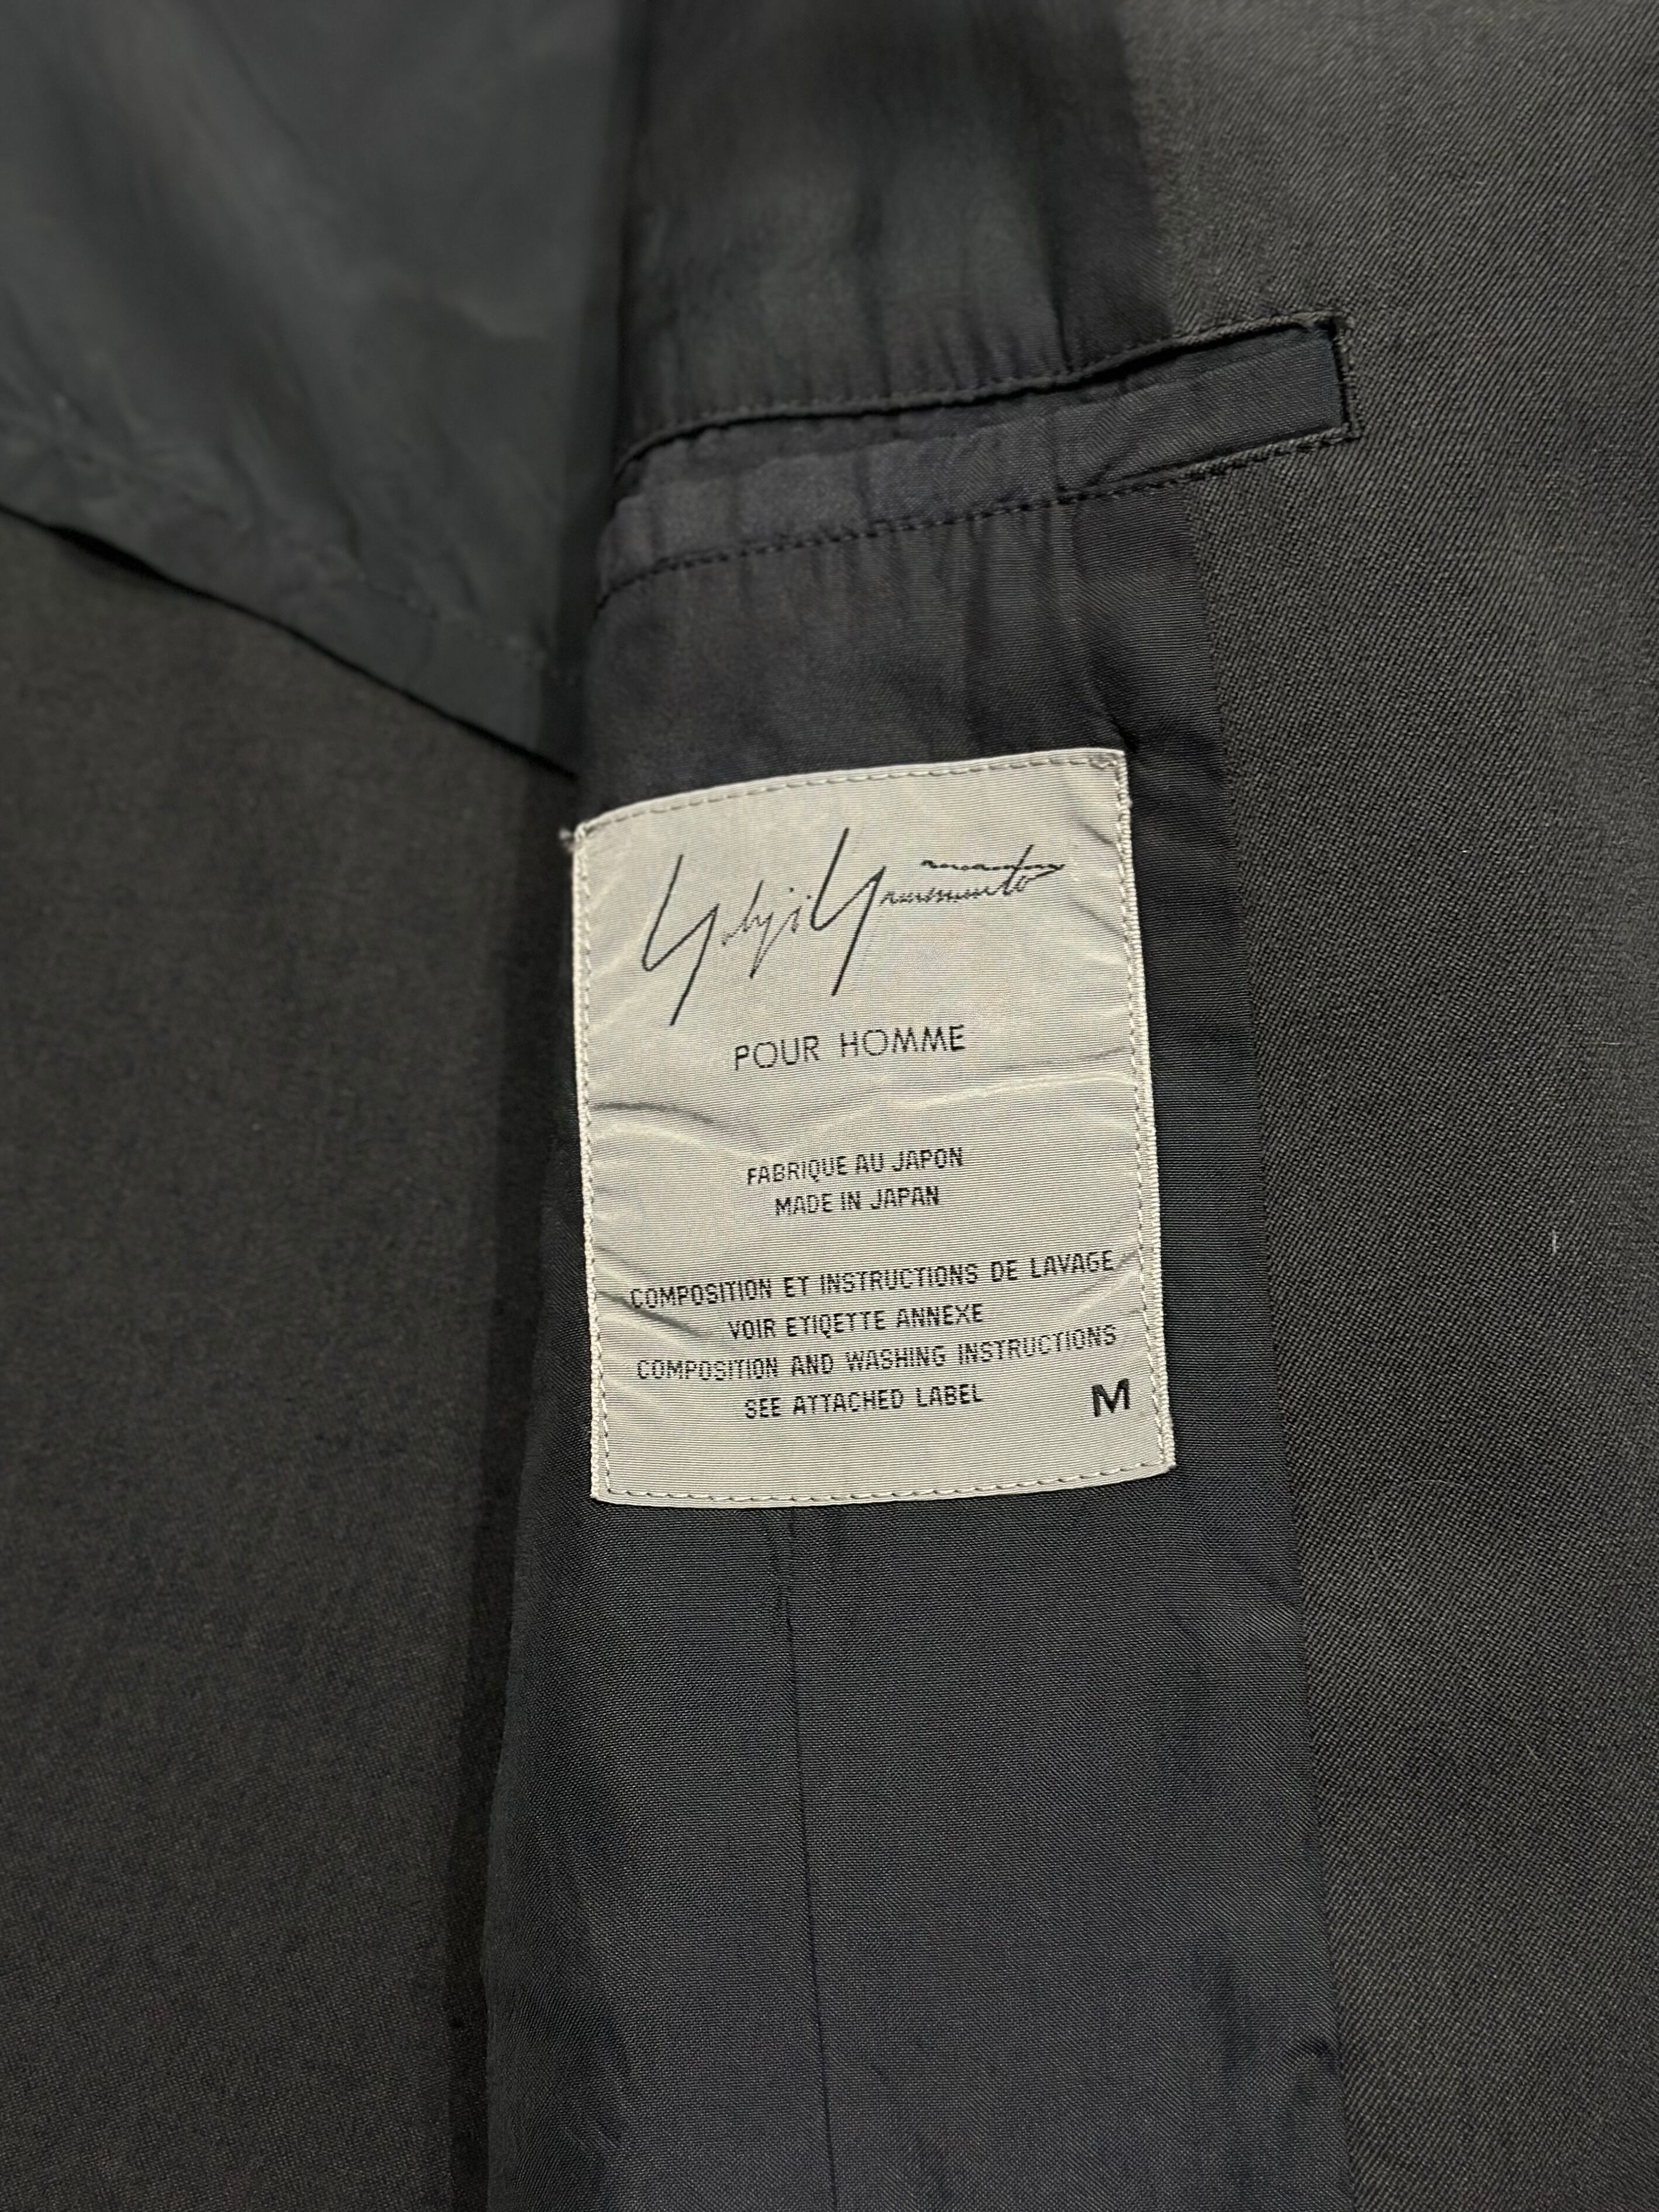 Yohji Yamamoto
POUR HOMME
FABRIQUE AU JAPON
MADE IN JAPAN
COMPOSITION ET INSTRUCTIONS DE LAVAGE
VOIR ETIQETTE ANNEXE
COMPOSITION AND WASHING INSTRUCTIONS
SEE ATTACHED LABEL M